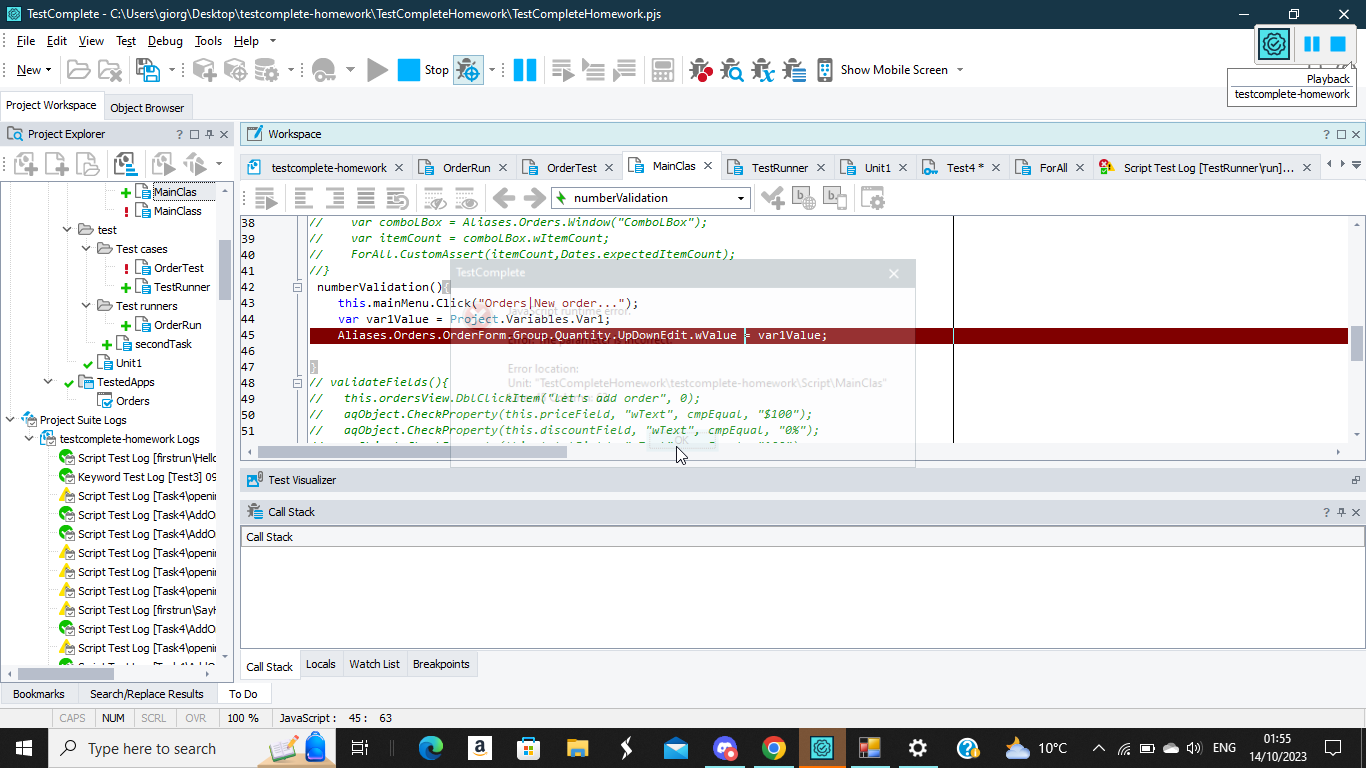 TestComplete - C:\Users\giorg\Desktop\testcomplete-homework\TestCompleteHomework\TestCompleteHomework.pjs
File Edit View Test Debug Tools Help
New
Stop
Show Mobile Screen
Playback
testcomplete-homework
Project Workspace
Object Browser
Project Explorer
MainClas
MainClass
test
Test cases
OrderTest
TestRunner
Test runners
OrderRun
secondTask
Unit1
TestedApps
Orders
Project Suite Logs
testcomplete-homework Logs
Script Test Log [firstrun\Hello
Keyword Test Log [Test3] 09
Script Test Log [Task4\openin
Script Test Log [Task4\AddO
Script Test Log [Task4\AddO
Script Test Log [Task4\openin
Script Test Log [Task4\openin
Script Test Log [Task4\openin
Script Test Log [firstrun\SayH
Script Test Log [Task4\AddO
Script Test Log [Task4\openin
Bookmarks
Search/Replace Results
To Do
Workspace
testcomplete-homework
OrderRun
OrderTest
MainClas
TestRunner
Unit1
Test4 *
ForAll
Script Test Log [TestRunner\run]...
numberValidation
38 // var comboLBox = Aliases.Orders.Window("ComboLBox");
39 // var itemCount = comboLBox.wItemCount;
40 // ForAll.CustomAssert(itemCount,Dates.expectedItemCount);
41 //}
42 numberValidation(){
43 this.mainMenu.Click("Orders|New order...");
44 var var1Value = Project.Variables.Var1;
45 Aliases.Orders.OrderForm.Group.Quantity.UpDownEdit.wValue = var1Value;
46
47 }
48 // validateFields(){
49 // this.ordersView.DblClickItem("Let's add order", 0);
50 // aqObject.CheckProperty(this.priceField, "wText", cmpEqual, "$100");
51 // aqObject.CheckProperty(this.discountField, "wText", cmpEqual, "0%");
TestComplete
JavaScript runtime error.
Error location:
Unit: "TestCompleteHomework\testcomplete-homework\Script\MainClas"
OK
Test Visualizer
Call Stack
Call Stack
Call Stack
Locals
Watch List
Breakpoints
CAPS NUM SCRL OVR 100 % JavaScript : 45 : 63
Type here to search
10°C
ENG
01:55
14/10/2023